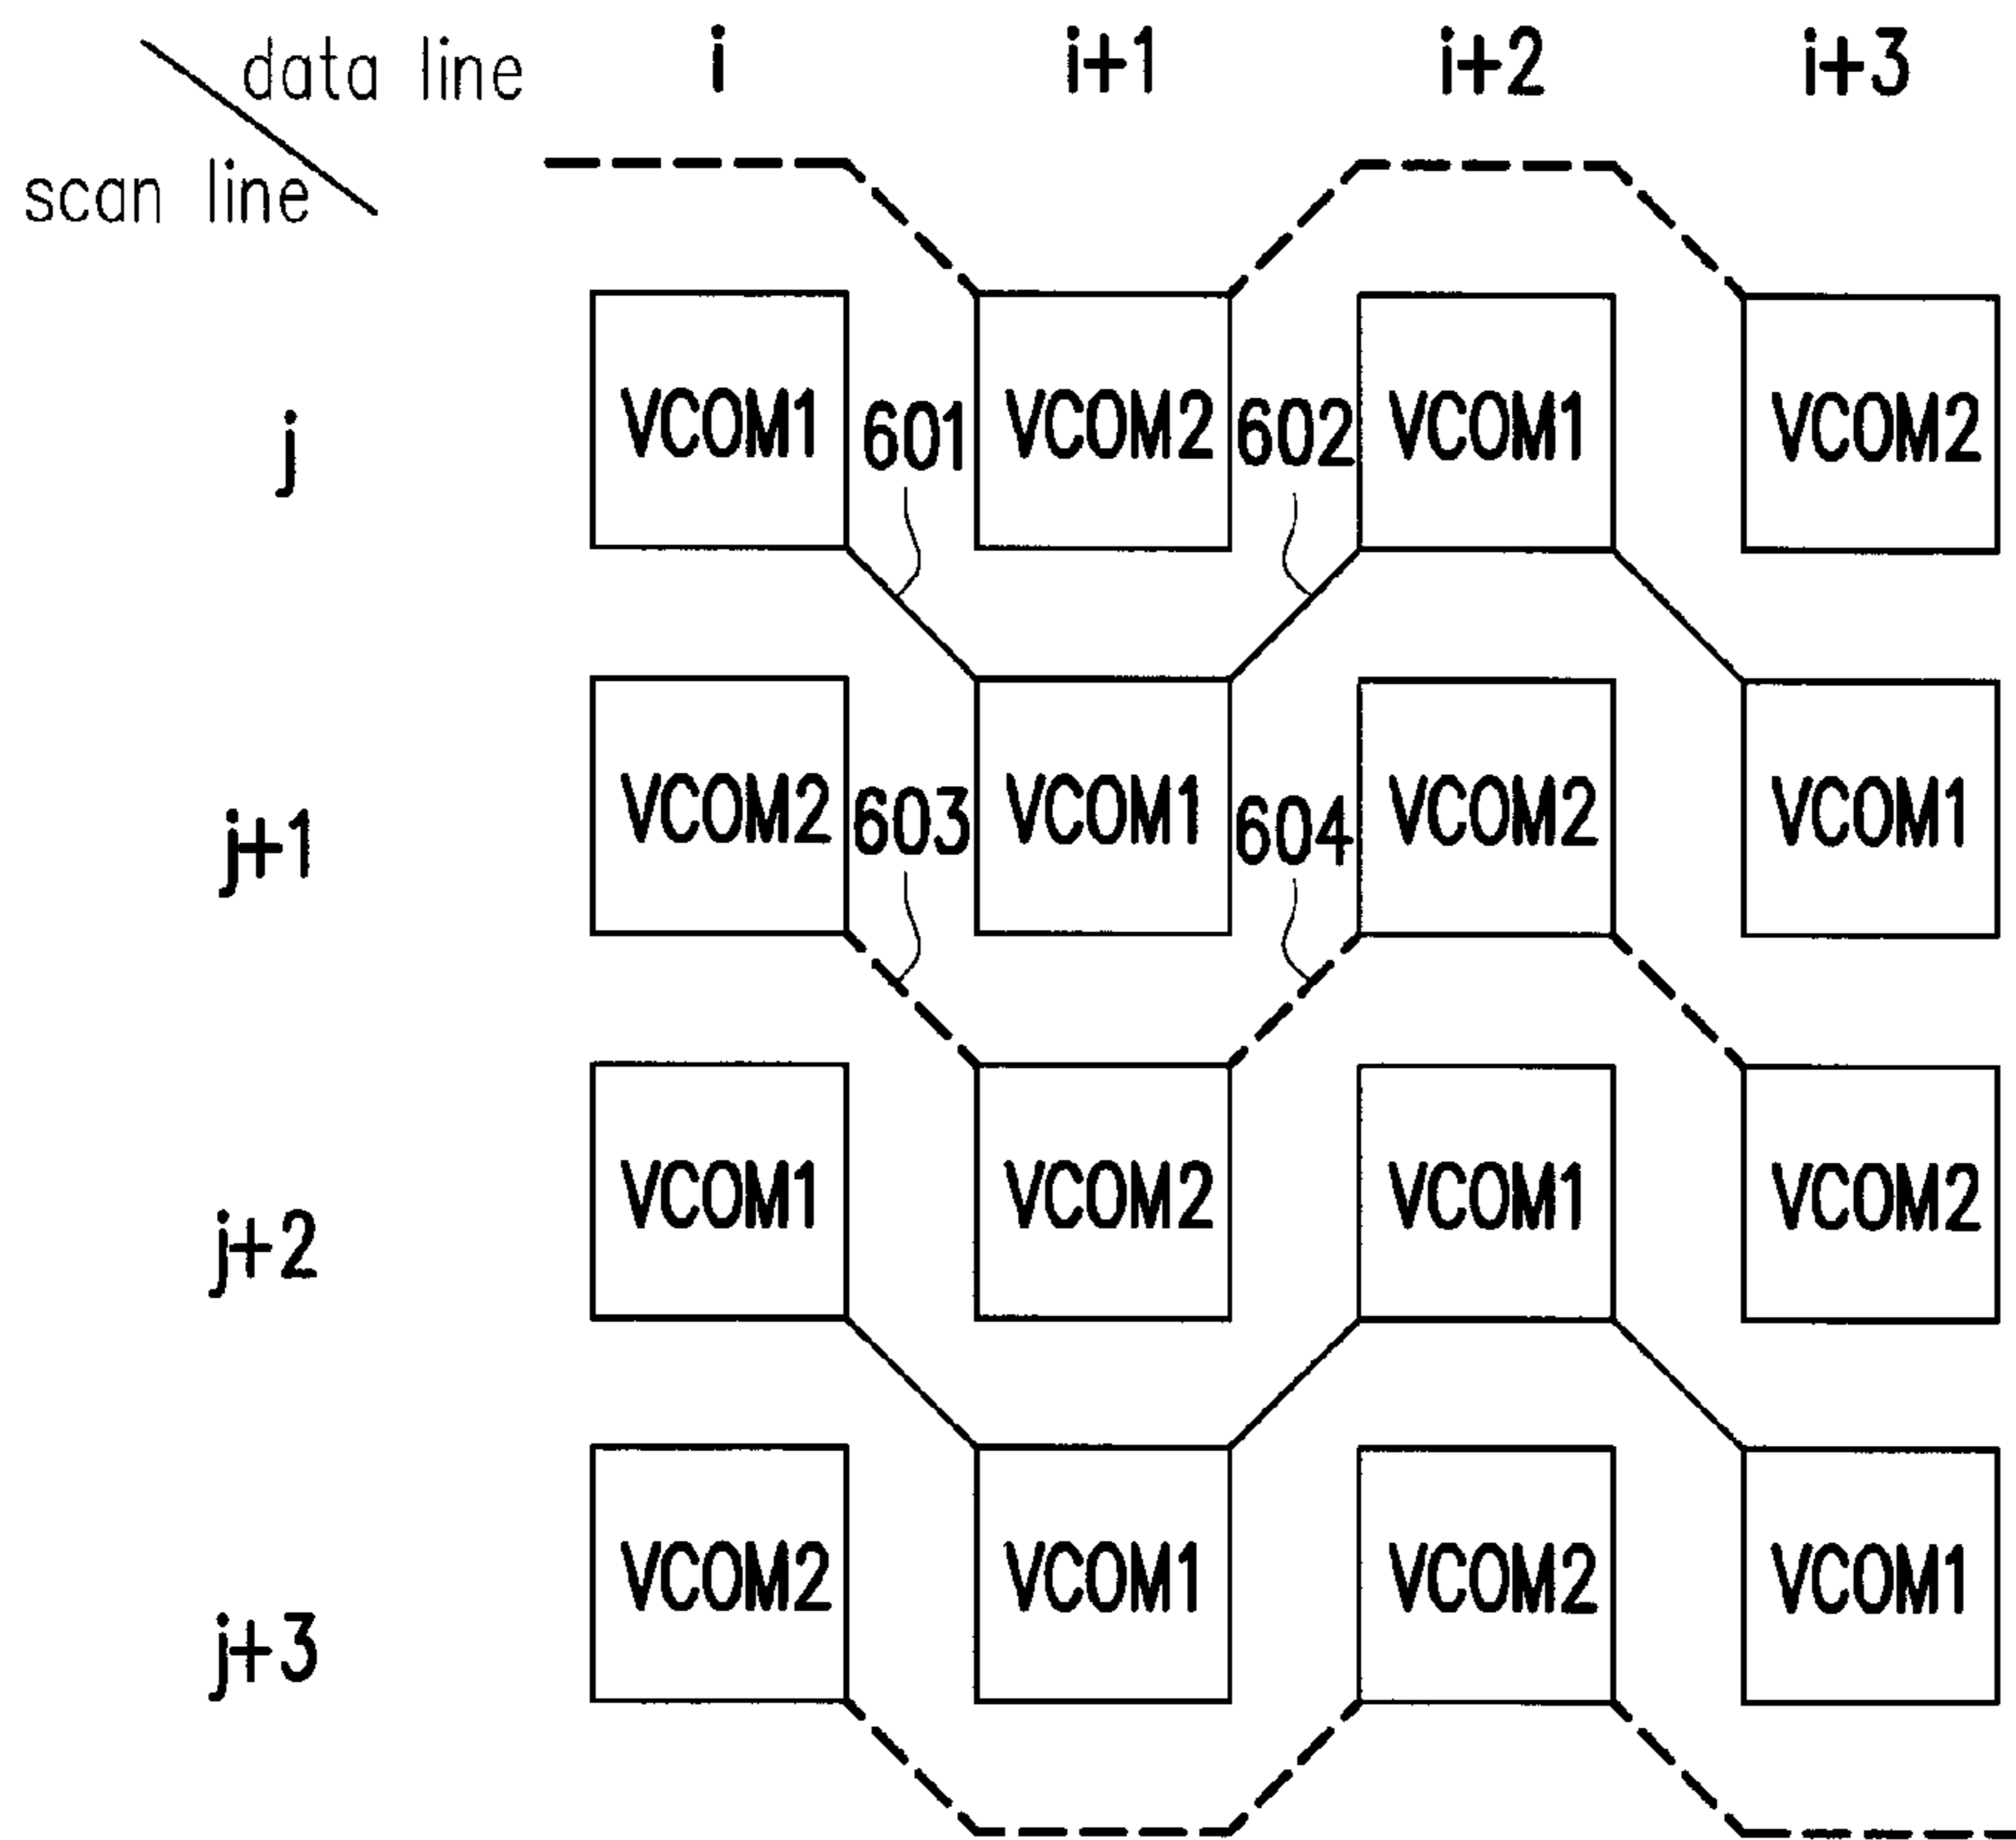 data line i i+1 i+2 i+3
scan line
j VCOM1 601 VCOM2 602 VCOM1 VCOM2
j+1 VCOM2 603 VCOM1 604 VCOM2 VCOM1
j+2 VCOM1 VCOM2 VCOM1 VCOM2
j+3 VCOM2 VCOM1 VCOM2 VCOM1